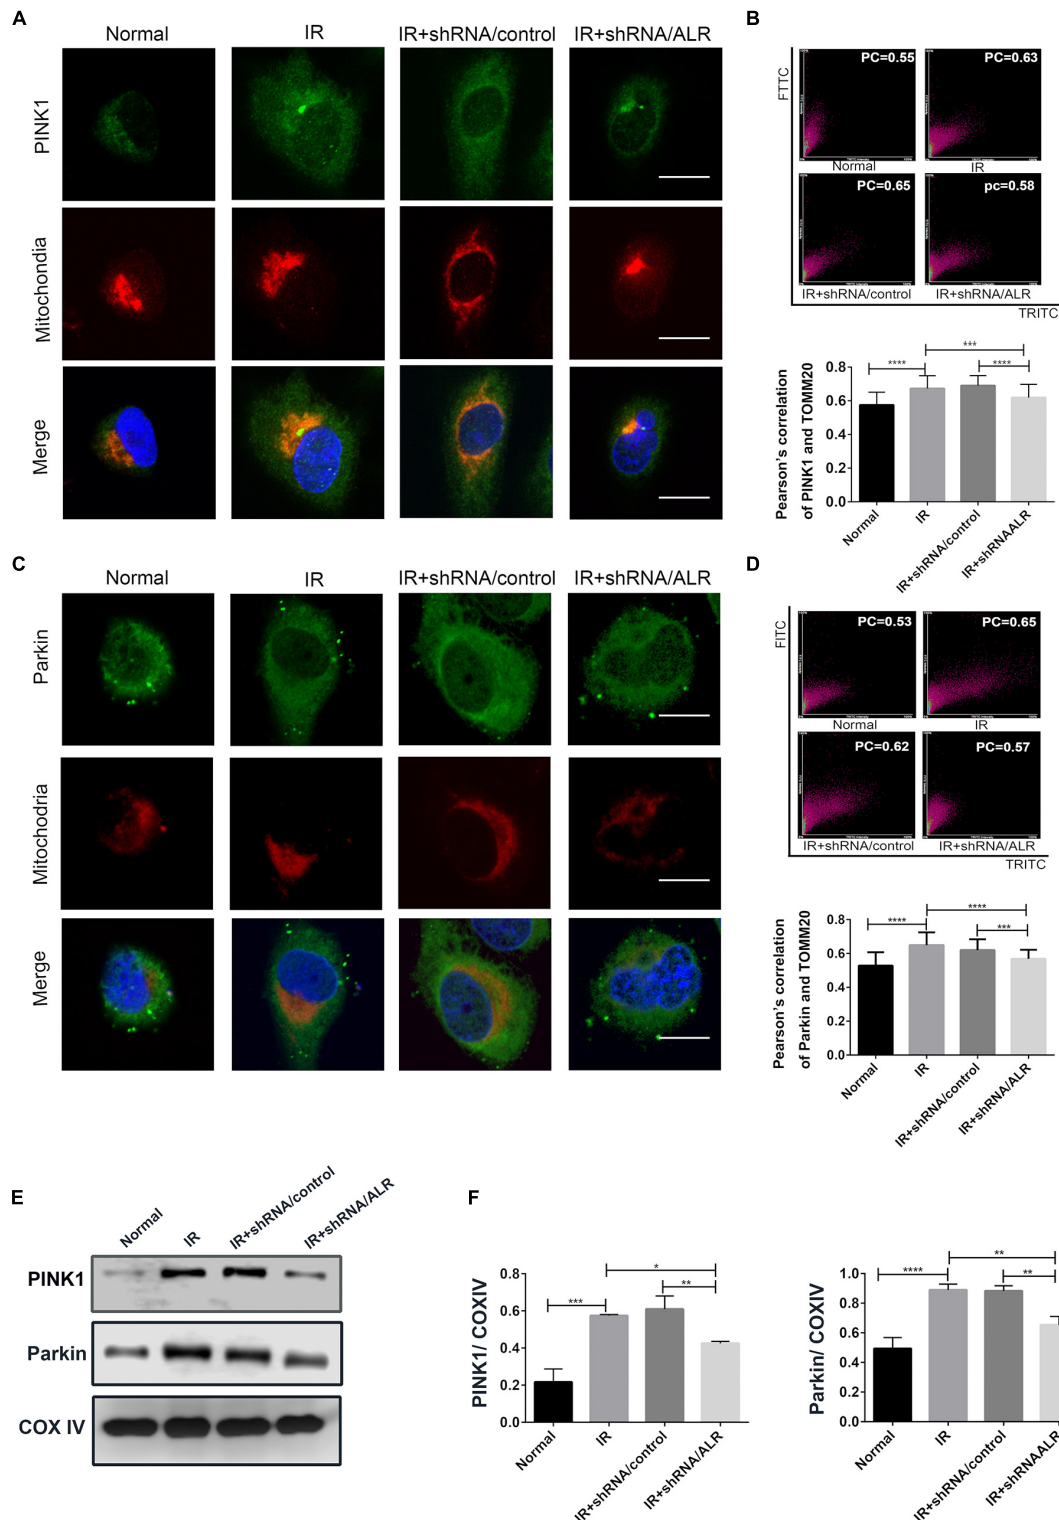 A
Normal
IR
IR+shRNA/control
IR+shRNA/ALR
PINK1
Mitochondia
Merge
B
FTTC
PC=0.55
PC=0.63
Normal
IR
PC=0.65
pc=0.58
IR+shRNA/control
IR+shRNA/ALR
TRITC
Pearson's correlation
of PINK1 and TOMM20
0.8
0.6
0.4
0.2
0.0
****
***
****
Normal
IR
IR+shRNA/control
IR+shRNAALR
C
Normal
IR
IR+shRNA/control
IR+shRNA/ALR
Parkin
Mitochodria
Merge
D
FITC
PC=0.53
PC=0.65
Normal
IR
PC=0.62
PC=0.57
IR+shRNA/control
IR+shRNA/ALR
TRITC
Pearson's correlation
of Parkin and TOMM20
0.8
0.6
0.4
0.2
0.0
****
****
***
Normal
IR
IR+shRNA/control
IR+shRNA/ALR
E
Normal
IR
IR+shRNA/control
IR+shRNA/ALR
PINK1
Parkin
COX IV
F
PINK1/ COXIV
0.8
0.6
0.4
0.2
0.0
***
*
**
Normal
IR
IR+shRNA/control
IR+shRNA/ALR
Parkin/ COXIV
1.0
0.8
0.6
0.4
0.2
0.0
****
**
**
Normal
IR
IR+shRNA/control
IR+shRNAALR